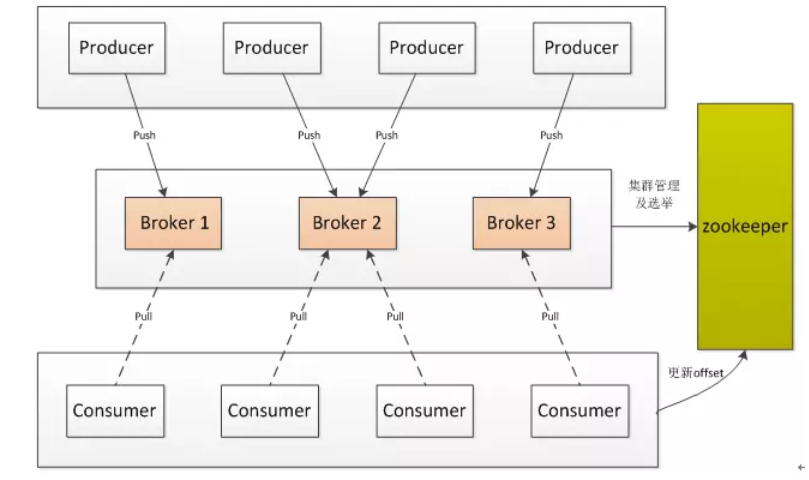 Producer
Producer
Producer
Producer
Push
Push
Push
Push
Broker 1
Broker 2
Broker 3
集群管理
及选举
zookeeper
Pull
Pull
Pull
Pull
更新offset
Consumer
Consumer
Consumer
Consumer